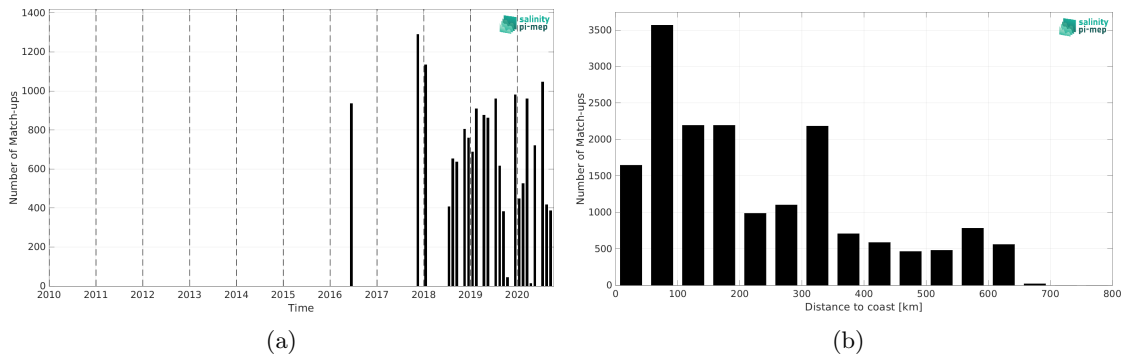 salinity
pi-mep
1400
1200
1000
800
600
400
200
0
Number of Match-ups
2010 2011 2012 2013 2014 2015 2016 2017 2018 2019 2020
Time
(a)
salinity
pi-mep
3500
3000
2500
2000
1500
1000
500
0
Number of Match-ups
0 100 200 300 400 500 600 700 800
Distance to coast [km]
(b)